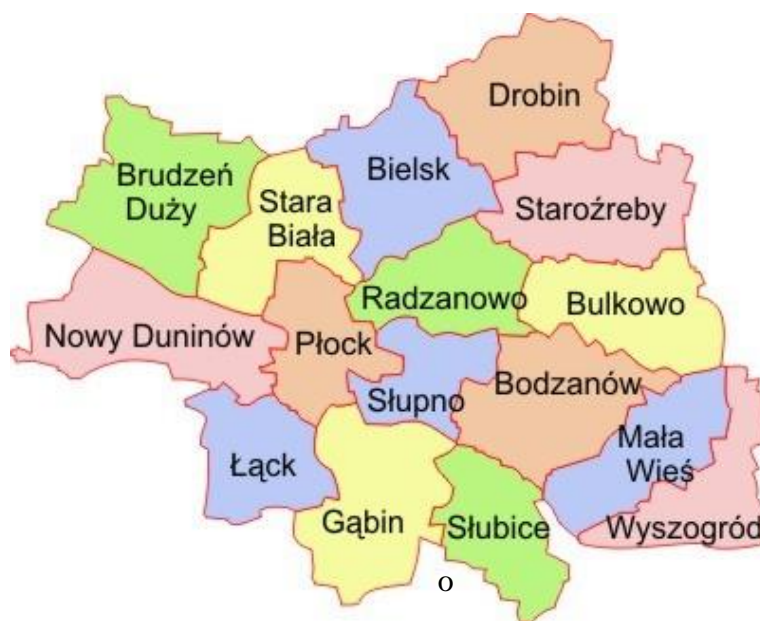 Drobin
Bielsk
Brudzeń
Duży
Stara
Biała
Staroźreby
Radzanowo
Bulkowo
Nowy Duninów
Płock
Słupno
Bodzanów
Mała
Wieś
Łąck
Gąbin
Słubice
Wyszogród
o